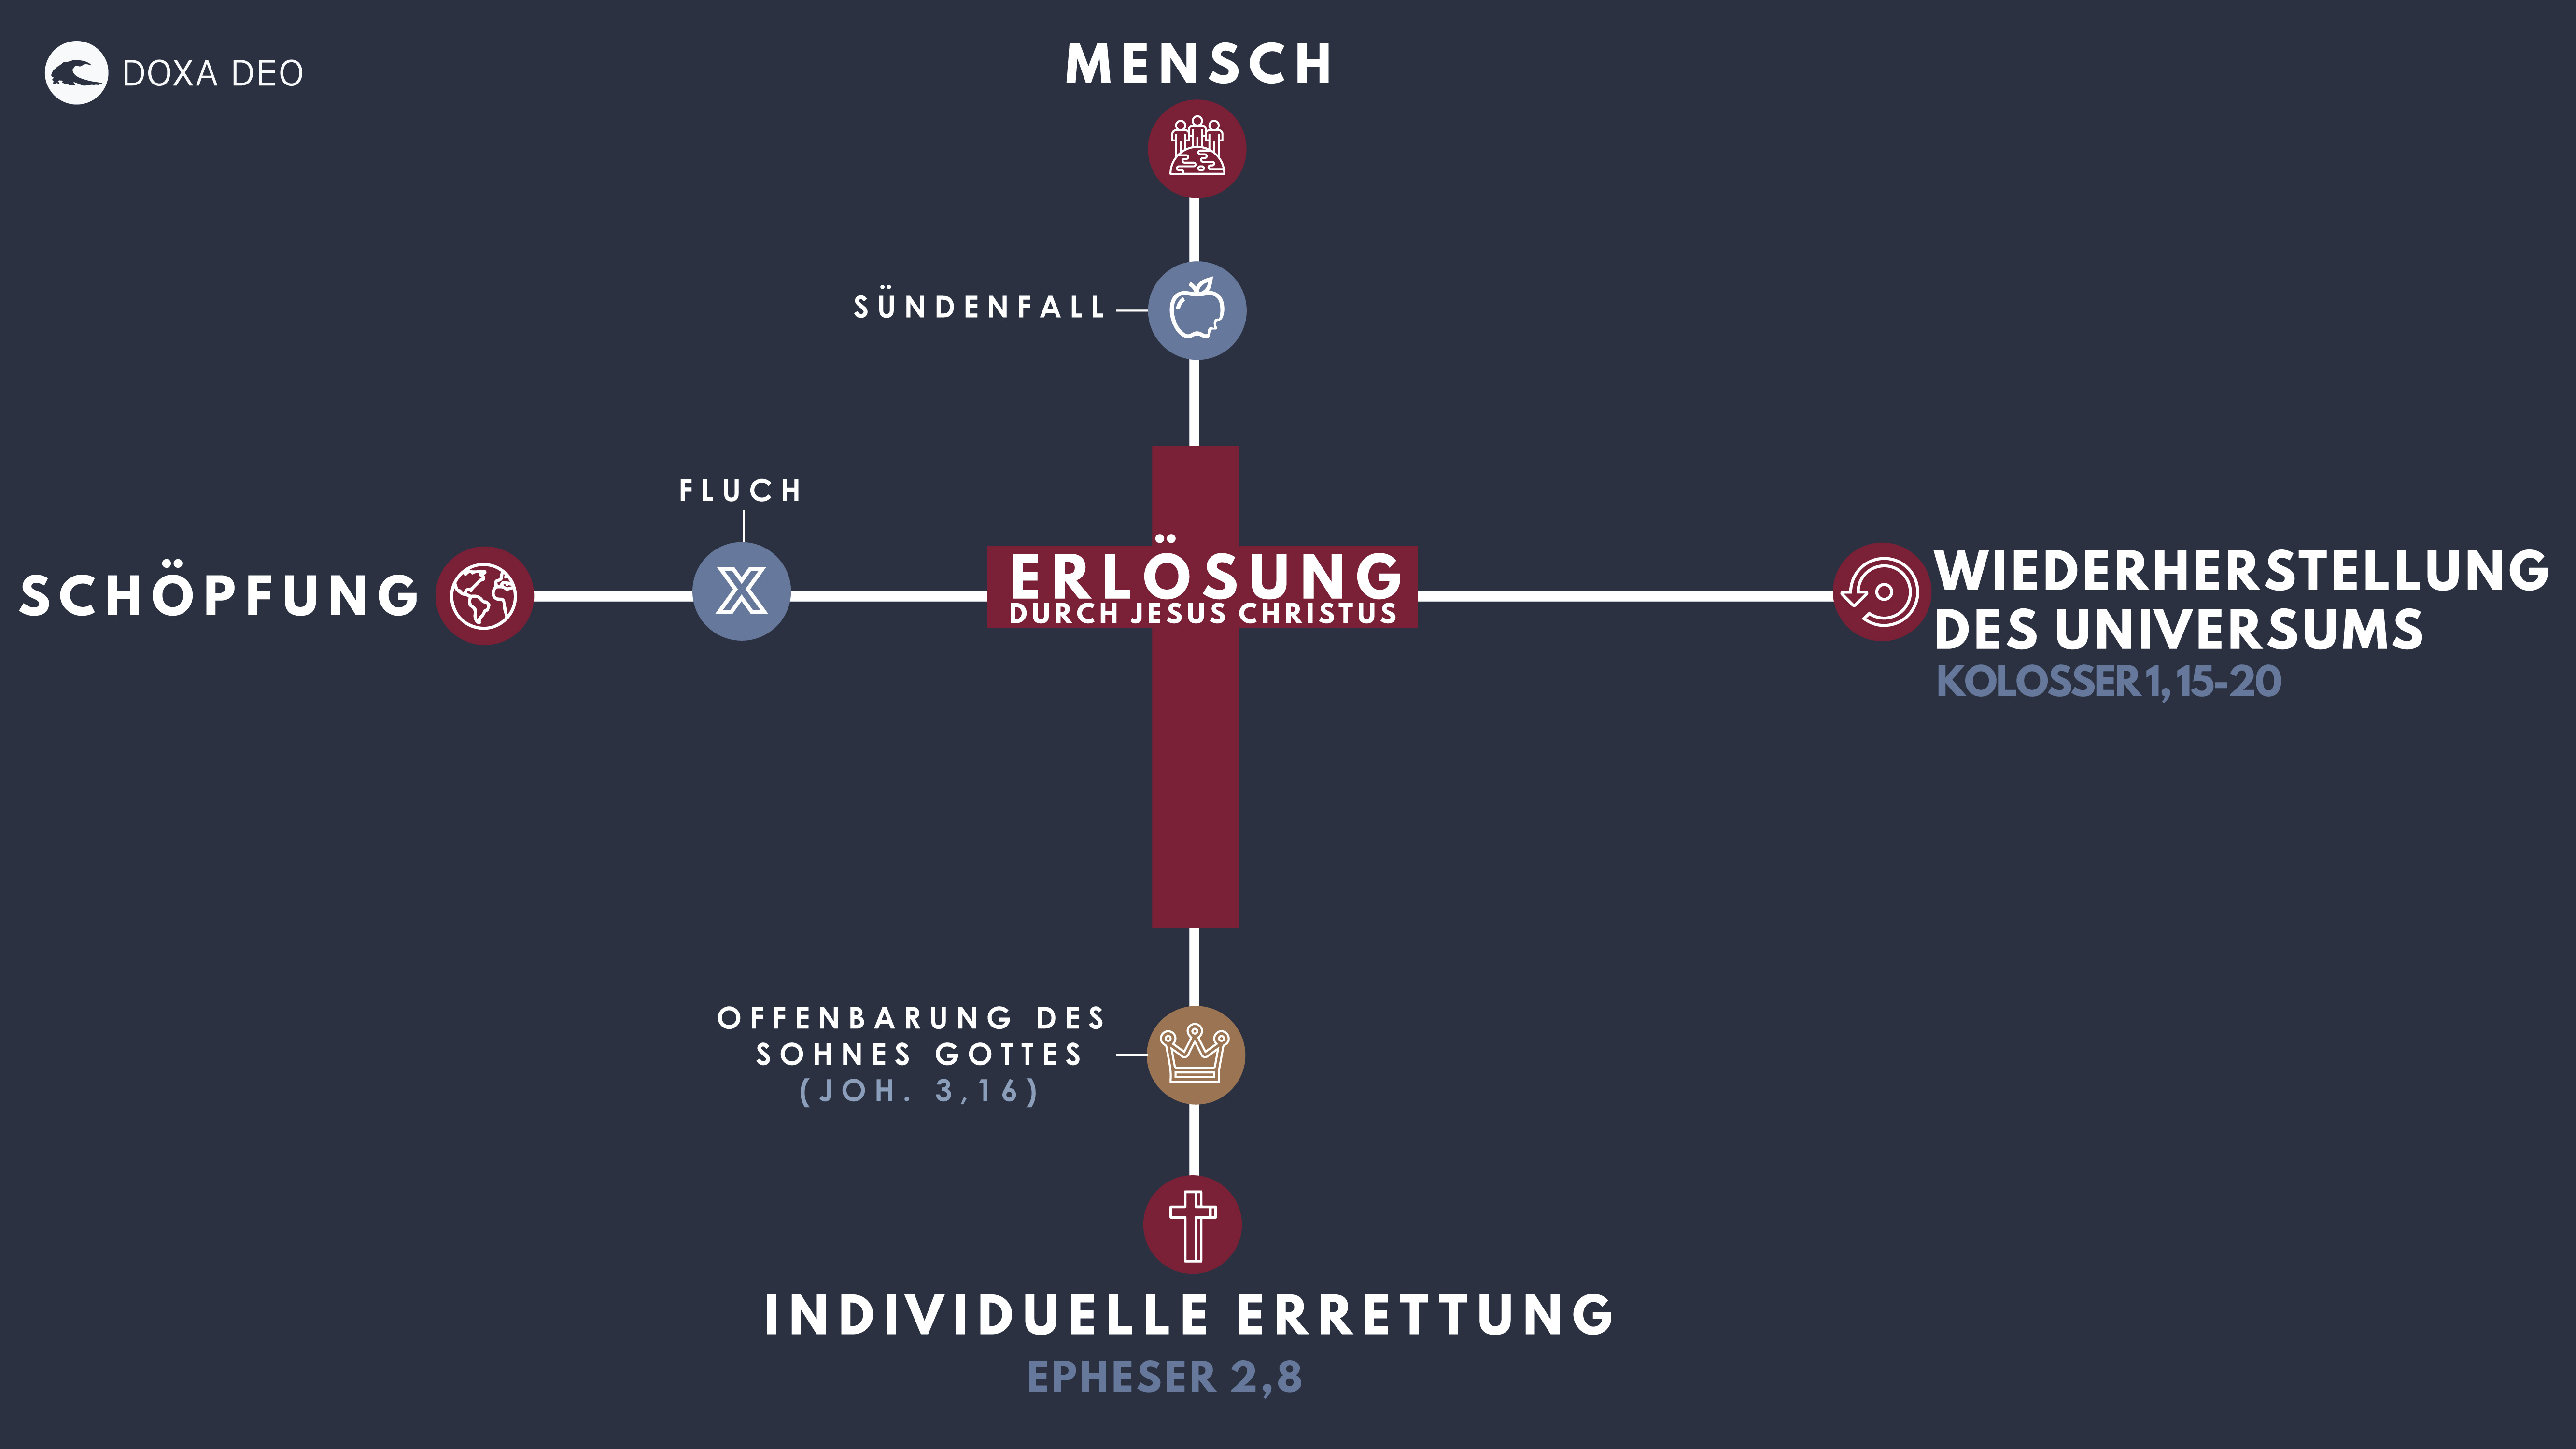 DOXA DEO
MENSCH
SÜNDENFALL
FLUCH
SCHÖPFUNG
X
ERLÖSUNG
DURCH JESUS CHRISTUS
WIEDERHERSTELLUNG
DES UNIVERSUMS
KOLOSSER 1, 15-20
OFFENBARUNG DES
SOHNES GOTTES
(JOH. 3,16)
INDIVIDUELLE ERRETTUNG
EPHESER 2,8